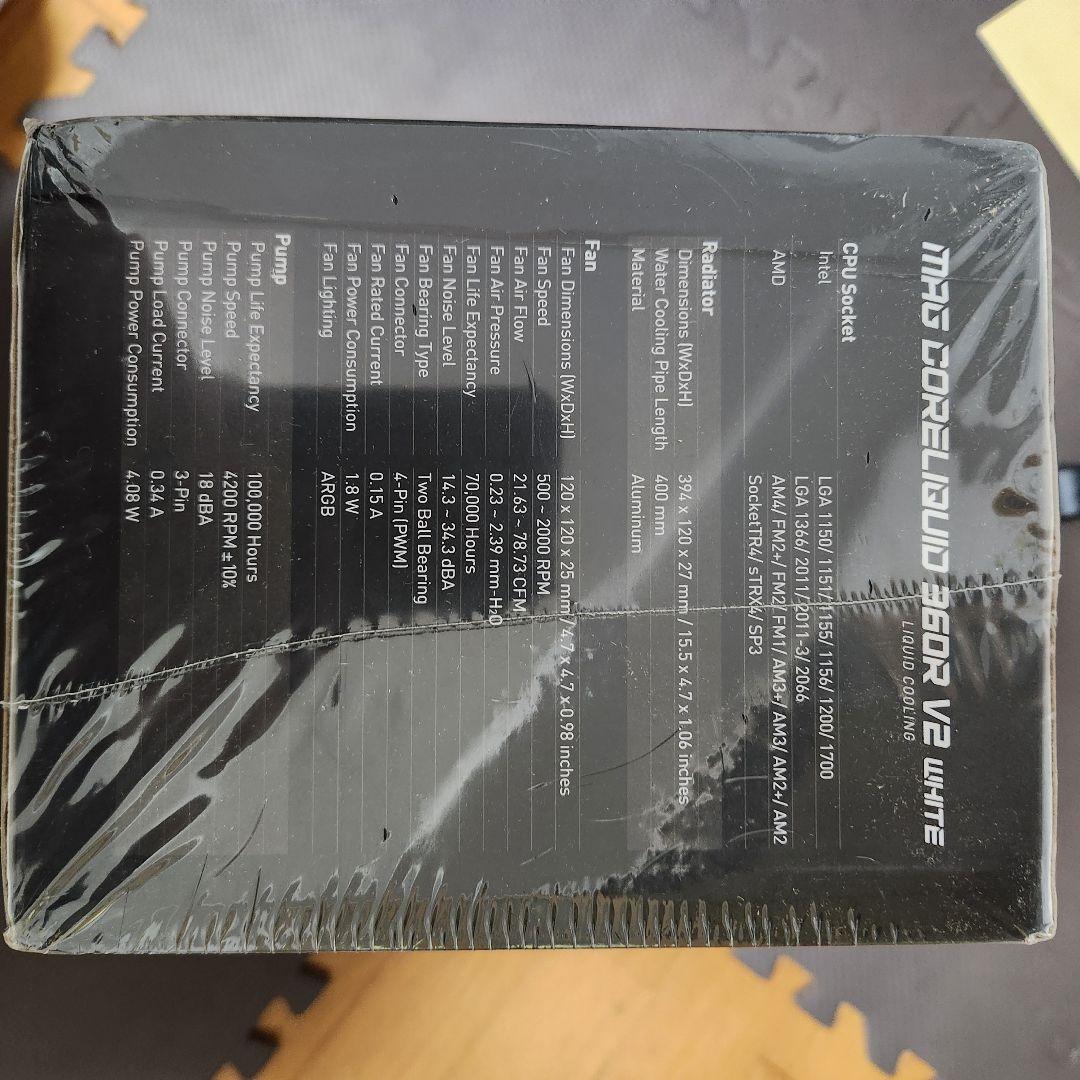 MAG CORELIQUID 360R V2 WHITE
LIQUID COOLING
CPU Socket
Intel LGA 1150/ 1151/ 1155/ 1156/ 1200/ 1700
LGA 1366/ 2011/ 2011-3/ 2066
AMD AM4/ FM2+/ FM2/ FM1/ AM3+/ AM3/ AM2+/ AM2
SocketTR4/ sTRX4/ SP3
Radiator
Dimensions (WxDxH) 394 x 120 x 27 mm / 15.5 x 4.7 x 1.06 inches
Water Cooling Pipe Length 400 mm
Material Aluminum
Fan
Fan Dimensions (WxDxH) 120 x 120 x 25 mm / 4.7 x 4.7 x 0.98 inches
Fan Speed 500 ~ 2000 RPM
Fan Air Flow 21.63 ~ 78.73 CFM
Fan Air Pressure 0.23 ~ 2.39 mm-H₂O
Fan Life Expectancy 70,000 Hours
Fan Noise Level 14.3 ~ 34.3 dBA
Fan Bearing Type Two Ball Bearing
Fan Connector 4-Pin (PWM)
Fan Rated Current 0.15 A
Fan Power Consumption 1.8 W
Fan Lighting ARGB
Pump
Pump Life Expectancy 100,000 Hours
Pump Speed 4200 RPM ± 10%
Pump Noise Level 18 dBA
Pump Connector 3-Pin
Pump Load Current 0.34 A
Pump Power Consumption 4.08 W